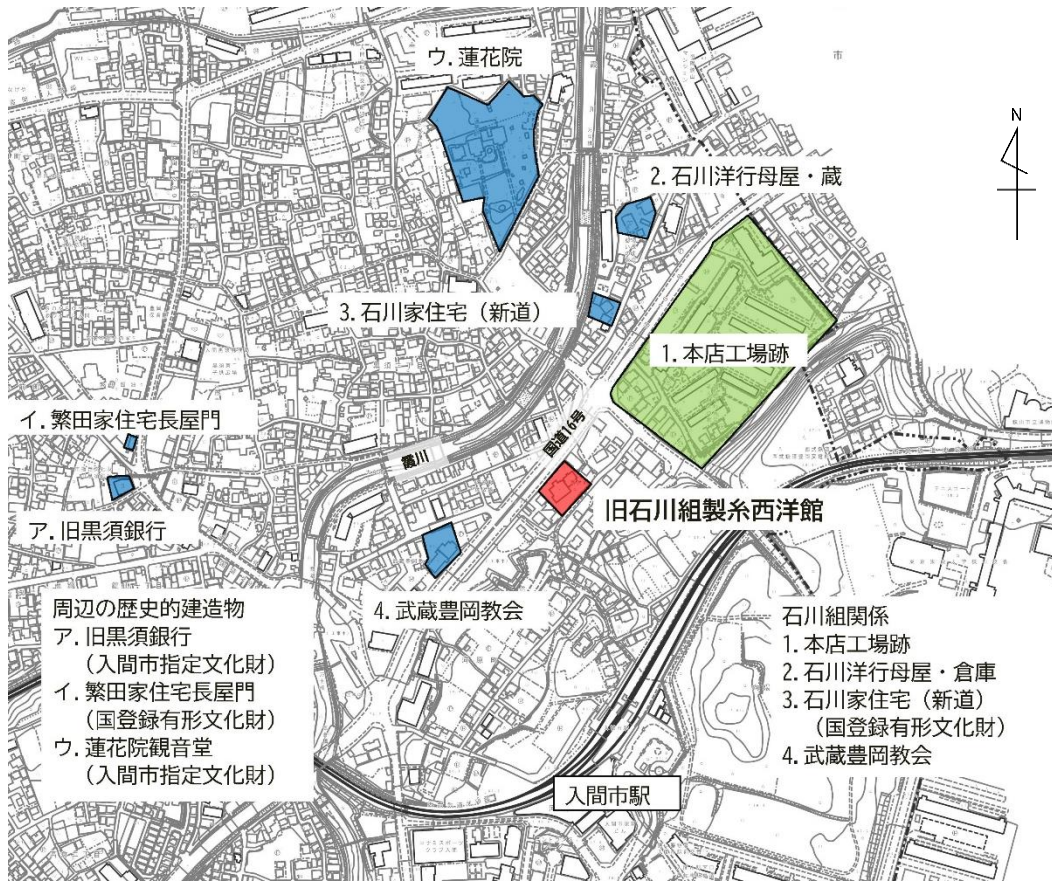 ウ. 蓮花院
市
N
2. 石川洋行母屋・蔵
3. 石川家住宅（新道）
1. 本店工場跡
イ. 繁田家住宅長屋門
国道16号
霞川
旧石川組製糸西洋館
ア. 旧黒須銀行
4. 武蔵豊岡教会
周辺の歴史的建造物
ア. 旧黒須銀行
（入間市指定文化財）
イ. 繁田家住宅長屋門
（国登録有形文化財）
ウ. 蓮花院観音堂
（入間市指定文化財）
石川組関係
1. 本店工場跡
2. 石川洋行母屋・倉庫
3. 石川家住宅（新道）
（国登録有形文化財）
4. 武蔵豊岡教会
入間市駅